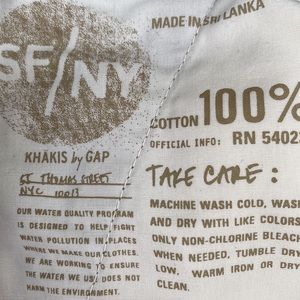 SF/NY
KHĀKIS by GAP
55 THOMAS STREET
NYC 10013
OUR WATER QUALITY PROGRAM
IS DESIGNED TO HELP FIGHT
WATER POLLUTION IN PLACES
WHERE WE MAKE OUR CLOTHES.
WE ARE WORKING TO ENSURE
THE WATER WE USE DOES NOT
HARM THE ENVIRONMENT.
MADE IN SRI LANKA
COTTON 100%
OFFICIAL INFO: RN 5402
TAKE CARE:
MACHINE WASH COLD, WASH
AND DRY WITH LIKE COLORS
ONLY NON-CHLORINE BLEACH
WHEN NEEDED, TUMBLE DRY
LOW, WARM IRON OR DRY
CLEAN.